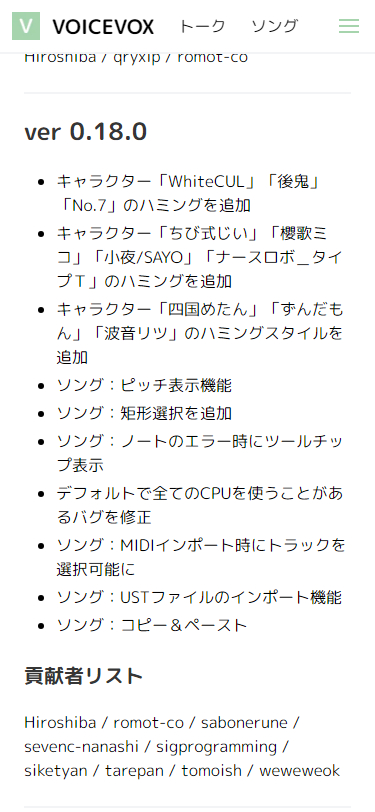 V VOICEVOX トーク ソング
Hiroshiba / qryxip / romot-co
ver 0.18.0
キャラクター「WhiteCUL」「後鬼」
「No.7」のハミングを追加
キャラクター「ちび式じい」「櫻歌ミ
コ」「小夜/SAYO」「ナースロボ＿タイ
プＴ」のハミングを追加
キャラクター「四国めたん」「ずんだも
ん」「波音リツ」のハミングスタイルを
追加
ソング：ピッチ表示機能
ソング：矩形選択を追加
ソング：ノートのエラー時にツールチッ
プ表示
デフォルトで全てのCPUを使うことがあ
るバグを修正
ソング：MIDIインポート時にトラックを
選択可能に
ソング：USTファイルのインポート機能
ソング：コピー＆ペースト
貢献者リスト
Hiroshiba / romot-co / sabonerune /
sevenc-nanashi / sigprogramming /
siketyan / tarepan / tomoish / weweweok